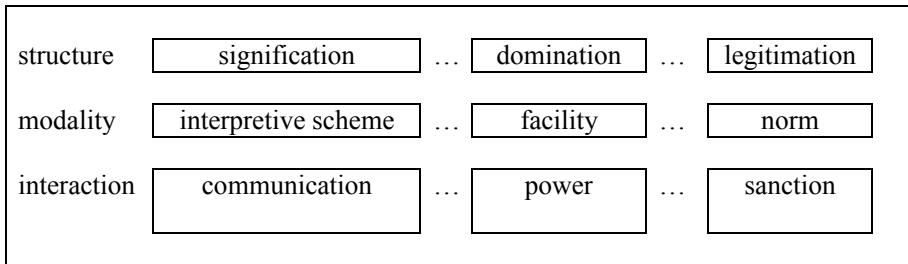 structure signification … domination … legitimation
modality interpretive scheme … facility … norm
interaction communication … power … sanction